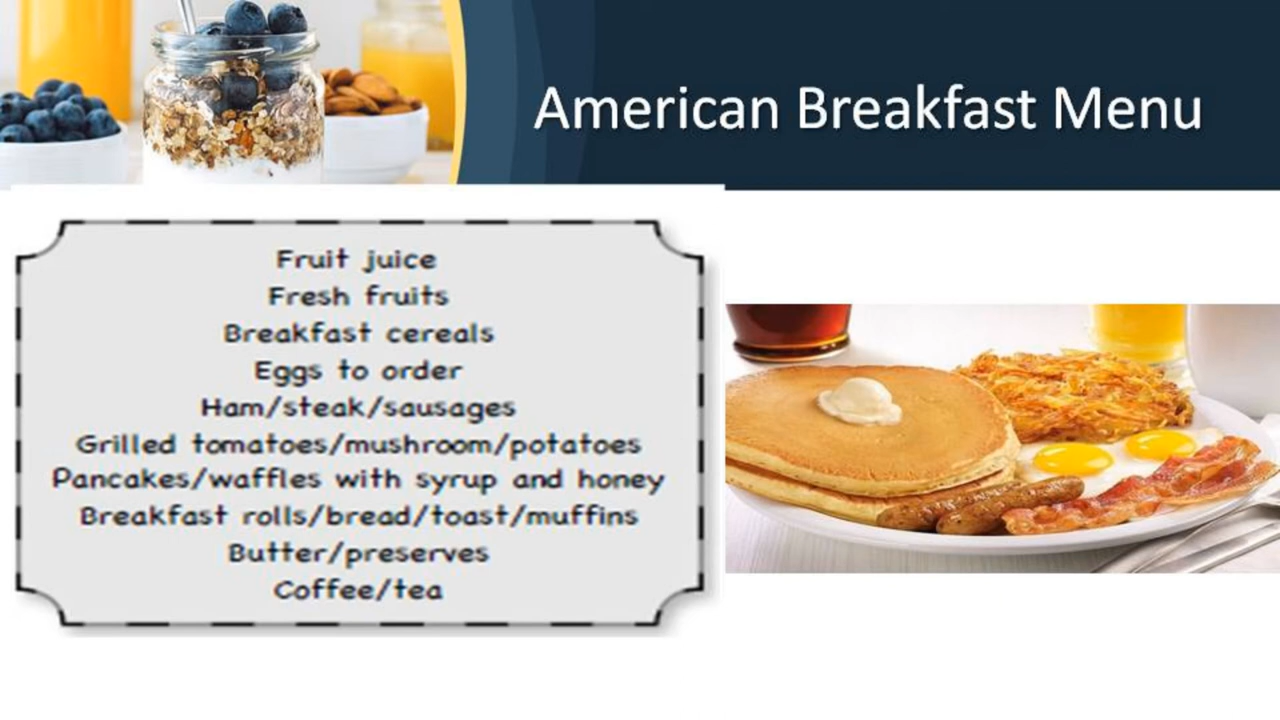 American Breakfast Menu
Fruit juice
Fresh fruits
Breakfast cereals
Eggs to order
Ham/steak/sausages
Grilled tomatoes/mushroom/potatoes
Pancakes/waffles with syrup and honey
Breakfast rolls/bread/toast/muffins
Butter/preserves
Coffee/tea